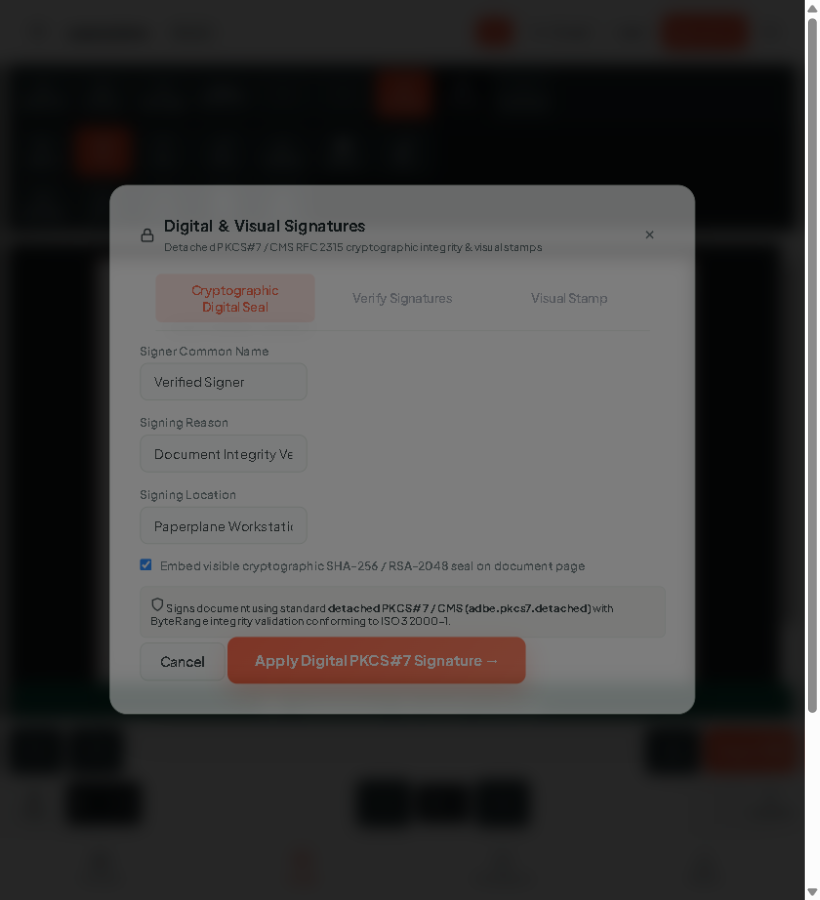 Digital & Visual Signatures
Detached PKCS#7 / CMS RFC 2315 cryptographic integrity & visual stamps
×
Cryptographic
Digital Seal
Verify Signatures
Visual Stamp
Signer Common Name
Verified Signer
Signing Reason
Document Integrity Ve
Signing Location
Paperplane Workstatic
Embed visible cryptographic SHA-256 / RSA-2048 seal on document page
Signs document using standard detached PKCS#7 / CMS (adbe.pkcs7.detached) with
ByteRange integrity validation conforming to ISO 32000-1.
Cancel
Apply Digital PKCS#7 Signature →